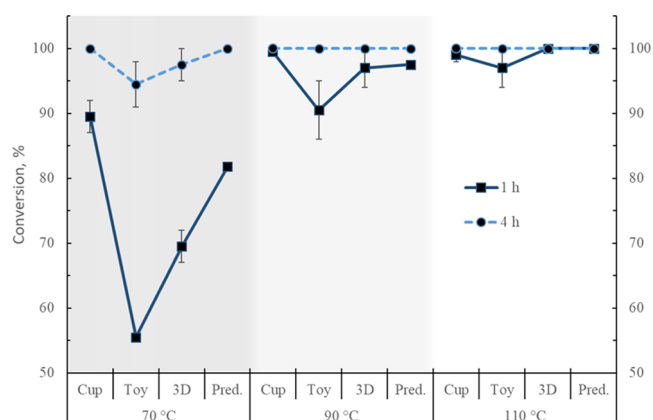 100
90
80
70
60
50
Conversion, %
100
90
80
70
60
50
1 h
4 h
Cup Toy 3D Pred. Cup Toy 3D Pred. Cup Toy 3D Pred.
70 °C 90 °C 110 °C